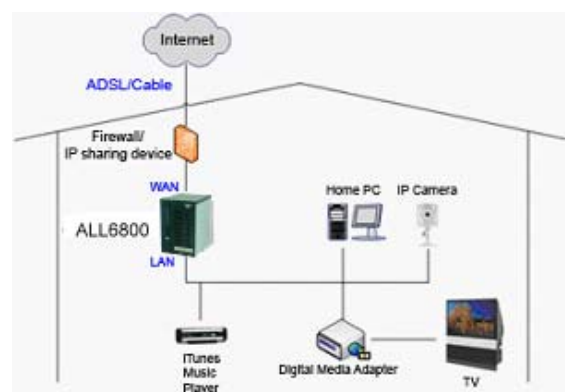 Internet
ADSL/Cable
Firewall/
IP sharing device
WAN
ALL6800
LAN
Home PC
IP Camera
iTunes
Music
Player
Digital Media Adapter
TV